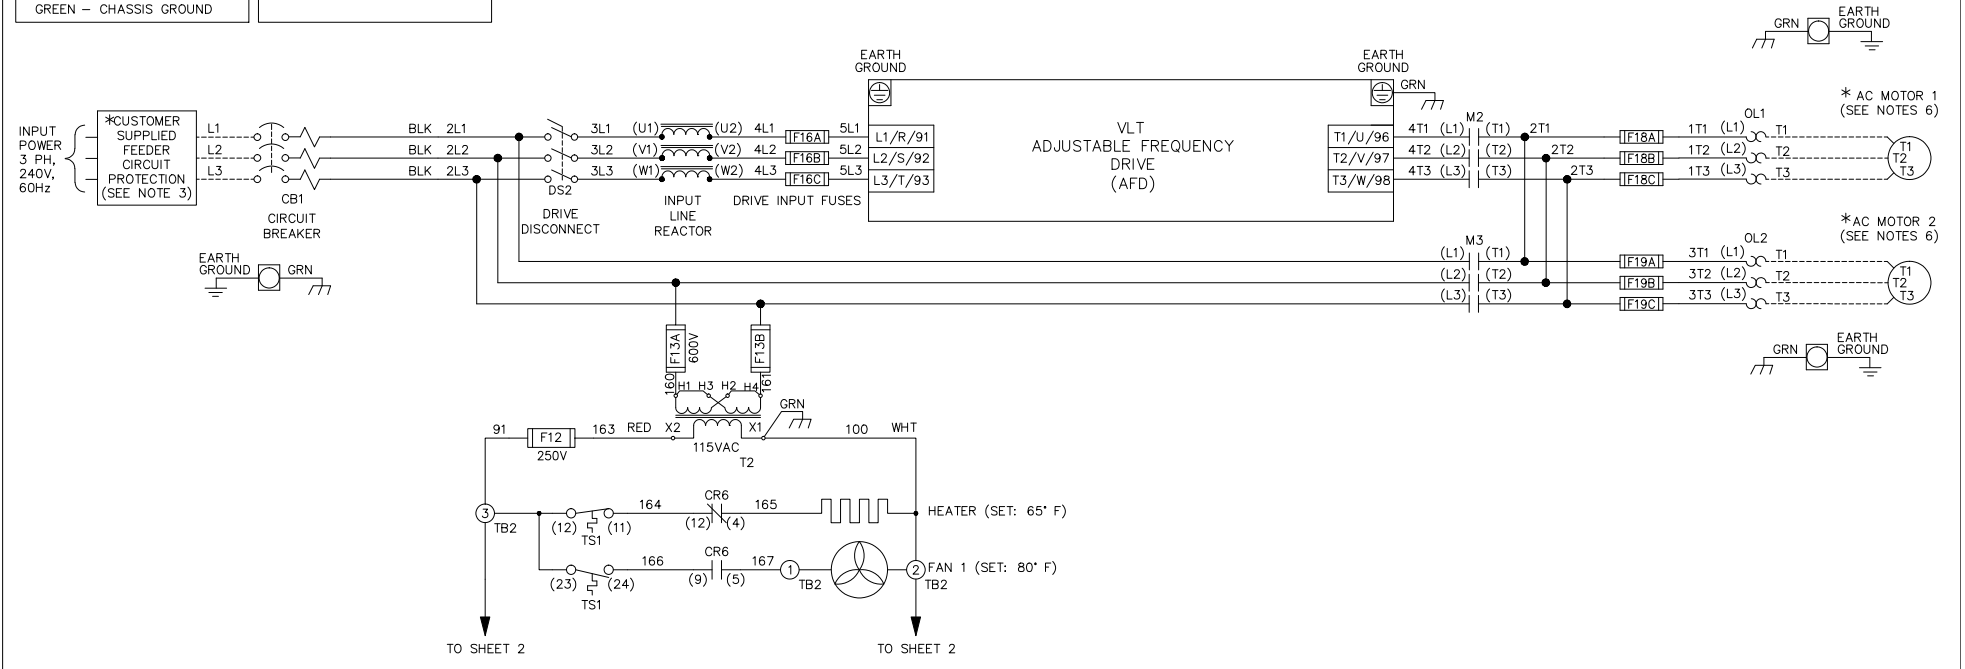 GREEN – CHASSIS GROUND
EARTH
GROUND
GRN
INPUT
POWER
3 PH,
240V,
60Hz
*CUSTOMER
SUPPLIED
FEEDER
CIRCUIT
PROTECTION
(SEE NOTE 3)
L1
L2
L3
CB1
CIRCUIT
BREAKER
BLK 2L1
BLK 2L2
BLK 2L3
DS2
DRIVE
DISCONNECT
3L1 (U1) (U2) 4L1 F16A 5L1
3L2 (V1) (V2) 4L2 F16B 5L2
3L3 (W1) (W2) 4L3 F16C 5L3
INPUT
LINE
REACTOR
DRIVE INPUT FUSES
EARTH
GROUND
L1/R/91
L2/S/92
L3/T/93
VLT
ADJUSTABLE FREQUENCY
DRIVE
(AFD)
EARTH
GROUND
GRN
T1/U/96
T2/V/97
T3/W/98
M2
4T1 (L1) (T1) 2T1
4T2 (L2) (T2) 2T2
4T3 (L3) (T3) 2T3
OL1
F18A 1T1 (L1) T1
F18B 1T2 (L2) T2
F18C 1T3 (L3) T3
* AC MOTOR 1
(SEE NOTES 6)
T1
T2
T3
M3
(L1) (T1)
(L2) (T2)
(L3) (T3)
OL2
F19A 3T1 (L1) T1
F19B 3T2 (L2) T2
F19C 3T3 (L3) T3
* AC MOTOR 2
(SEE NOTES 6)
T1
T2
T3
EARTH
GROUND
GRN
GRN
EARTH
GROUND
F13A
600V
F13B
160
161
H1 H3 H2 H4
GRN
91 F12 163 RED X2 X1 100 WHT
250V
115VAC
T2
3
TB2
(12) (11)
TS1
164
CR6
(12) (4)
165
HEATER (SET: 65° F)
(23) (24)
TS1
166
CR6
(9) (5)
167
1
TB2
2
TB2
FAN 1 (SET: 80° F)
TO SHEET 2
TO SHEET 2